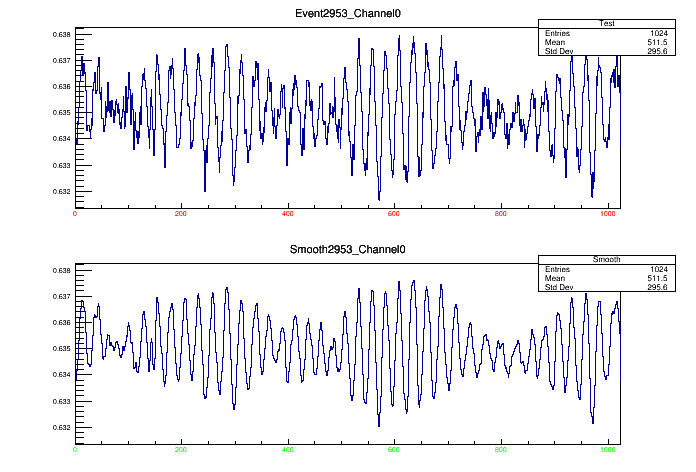 Event2953_Channel0
Test
Entries 1024
Mean 511.5
Std Dev 295.6
0.638
0.637
0.636
0.635
0.634
0.633
0.632
0 200 400 600 800 1000
Smooth2953_Channel0
Smooth
Entries 1024
Mean 511.5
Std Dev 295.6
0.638
0.637
0.636
0.635
0.634
0.633
0.632
0 200 400 600 800 1000